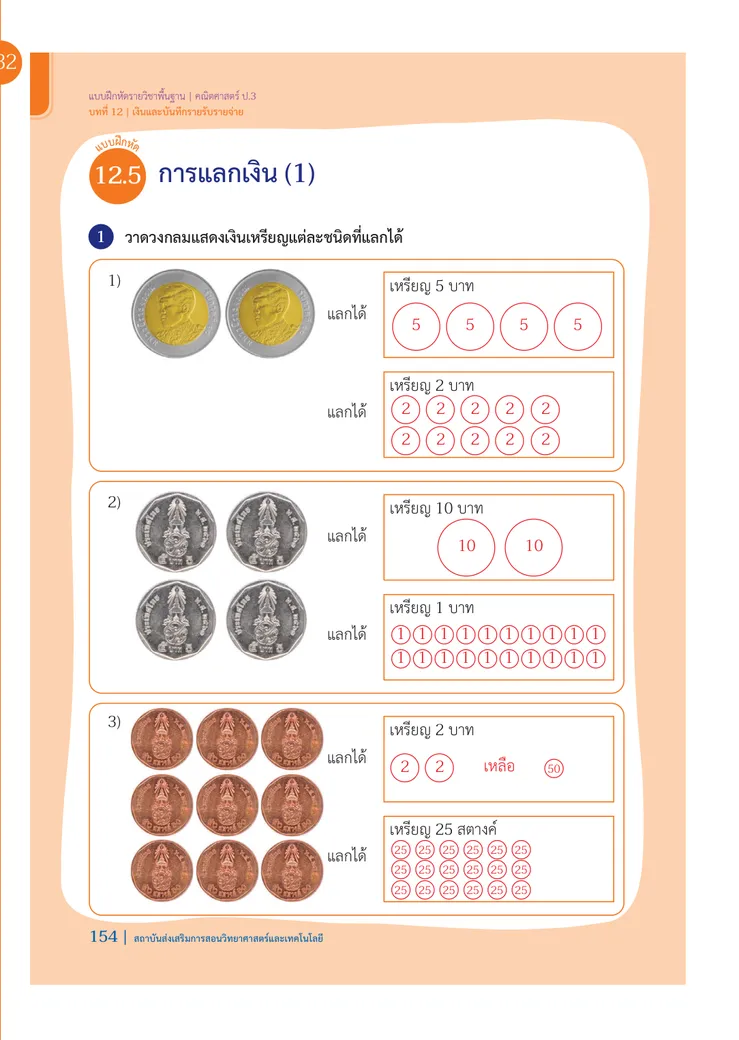 32
แบบฝึกหัดรายวิชาพื้นฐาน | คณิตศาสตร์ ป.3
บทที่ 12 | เงินและบันทึกรายรับรายจ่าย
แบบฝึกหัด
12.5 การแลกเงิน (1)
1 วาดวงกลมแสดงเงินเหรียญแต่ละชนิดที่แลกได้
1)
แลกได้
เหรียญ 5 บาท
5 5 5 5
แลกได้
เหรียญ 2 บาท
2 2 2 2 2
2 2 2 2 2
2)
แลกได้
เหรียญ 10 บาท
10 10
แลกได้
เหรียญ 1 บาท
1 1 1 1 1 1 1 1 1 1
1 1 1 1 1 1 1 1 1 1
3)
แลกได้
เหรียญ 2 บาท
2 2 เหลือ 50
แลกได้
เหรียญ 25 สตางค์
25 25 25 25 25 25
25 25 25 25 25 25
25 25 25 25 25 25
154 | สถาบันส่งเสริมการสอนวิทยาศาสตร์และเทคโนโลยี